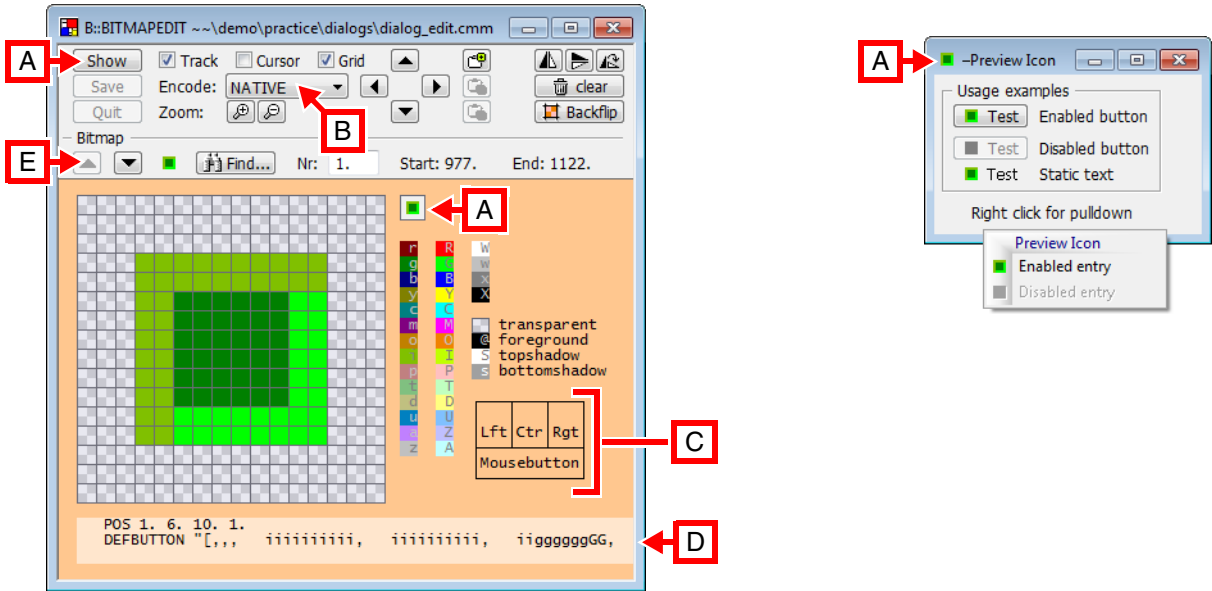 B::BITMAPEDIT ~~\demo\practice\dialogs\dialog_edit.cmm
A
Show
Track
Cursor
Grid
Save
Encode:
NATIVE
clear
Quit
Zoom:
Backflip
B
Bitmap
E
Find...
Nr:
1.
Start: 977.
End: 1122.
A
r R W
g G w
b B x
y Y X
c C
m M transparent
o O @ foreground
i I S topshadow
p P s bottomshadow
t T
d D
u U
a Z
z A
Lft Ctr Rgt
Mousebutton
C
POS 1. 6. 10. 1.
DEFBUTTON "[,,,  iiiiiiiiii,  iiiiiiiiii,  iiggggggGG,
D
A
–Preview Icon
Usage examples
Test Enabled button
Test Disabled button
Test Static text
Right click for pulldown
Preview Icon
Enabled entry
Disabled entry